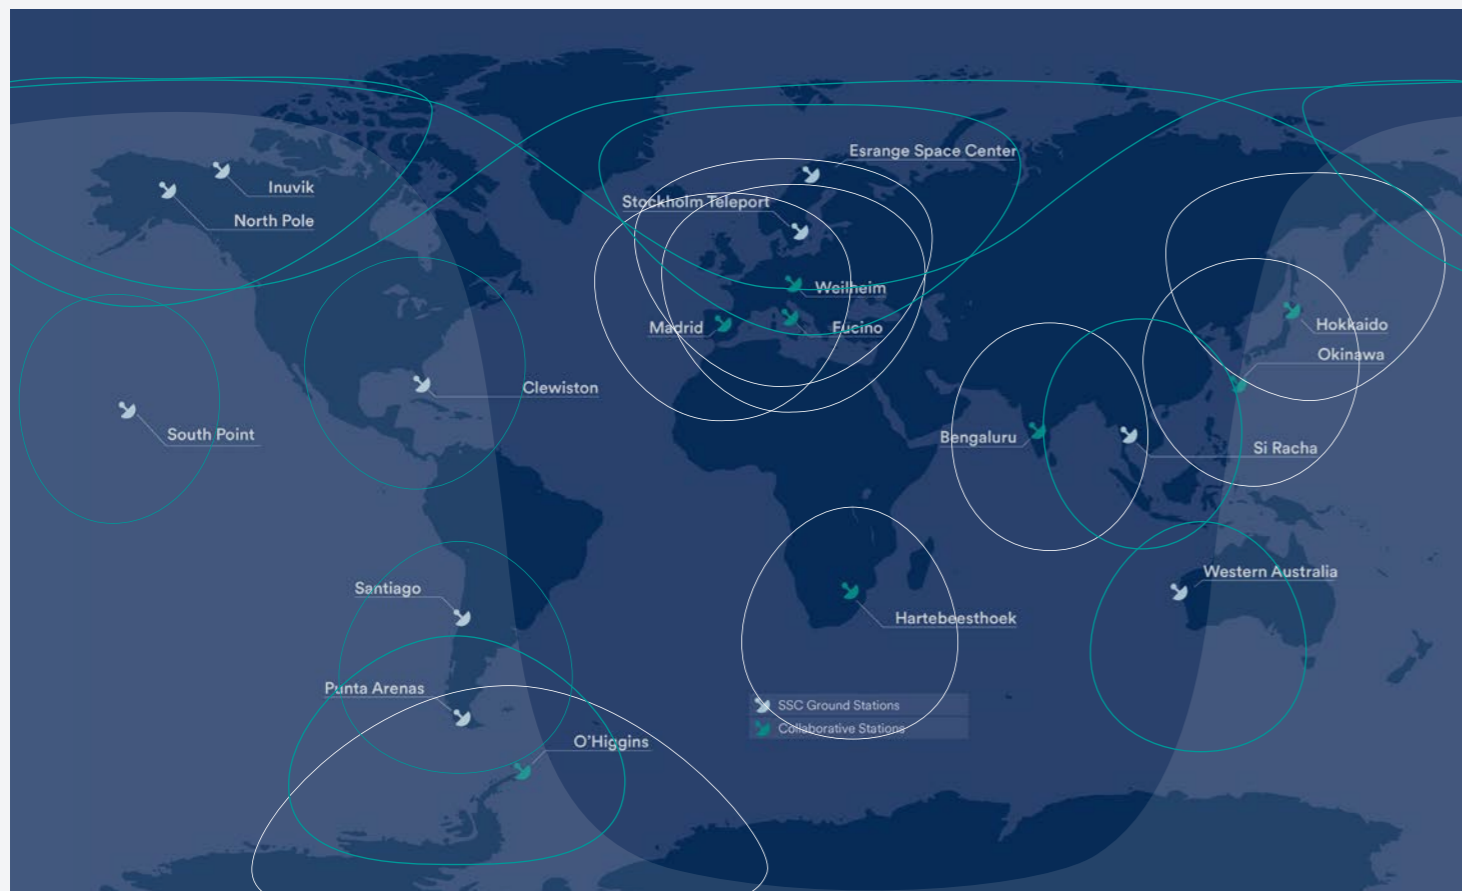 Esrange Space Center
Inuvik
Stockholm Teleport
North Pole
Weilheim
Madrid
Fucino
Hokkaido
Okinawa
Clewiston
South Point
Bengaluru
Si Racha
Western Australia
Santiago
Hartebeesthoek
Punta Arenas
SSC Ground Stations
Collaborative Stations
O'Higgins